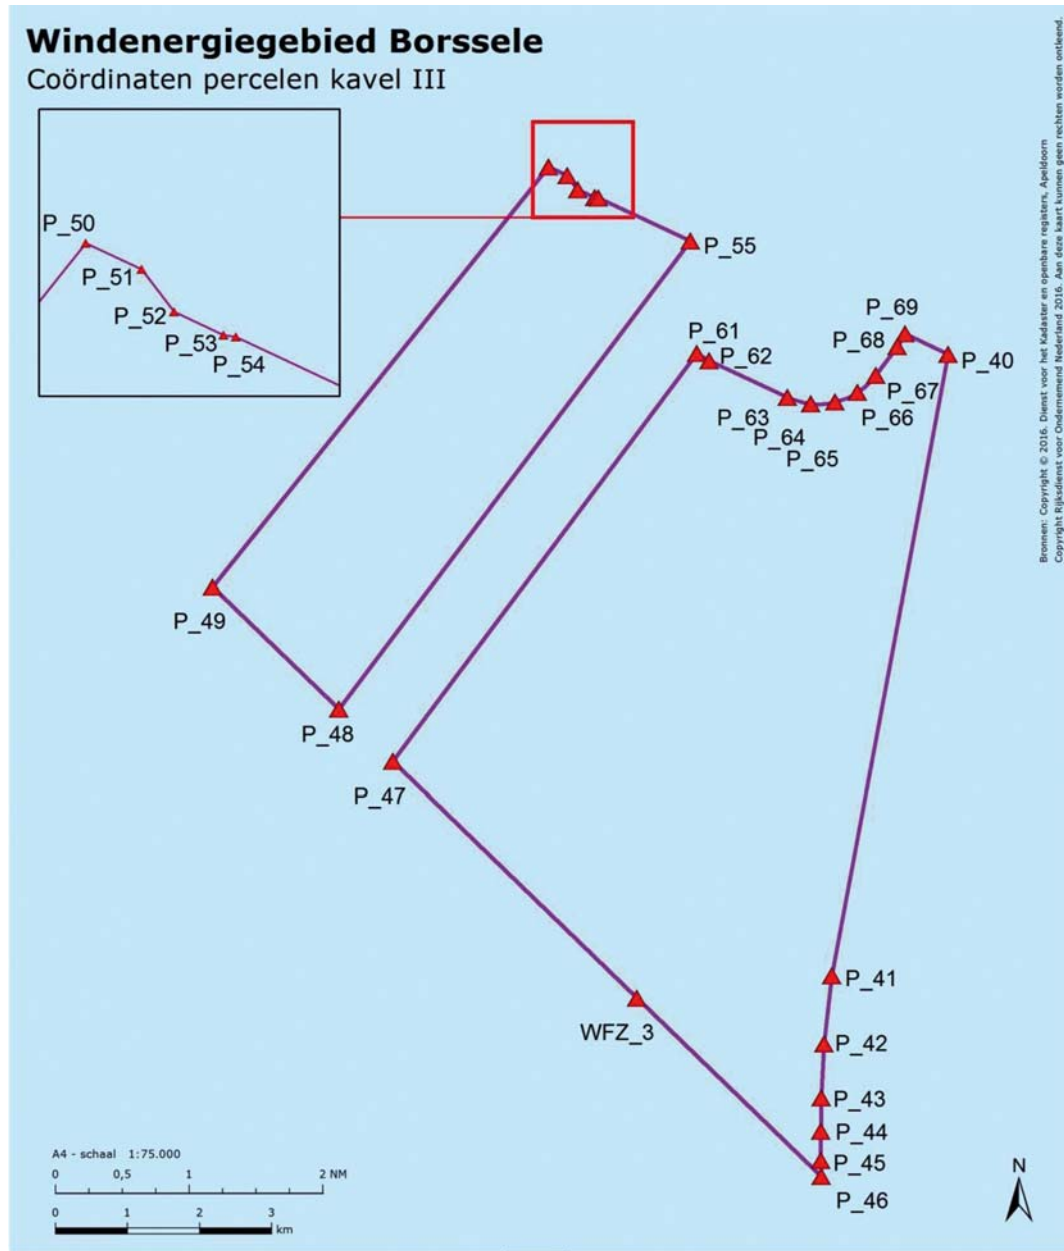 Windenergiegebied Borssele
Coördinaten percelen kavel III
P_50
P_51
P_52
P_53
P_54
P_55
P_61
P_62
P_69
P_68
P_40
P_67
P_66
P_63
P_64
P_65
P_49
P_48
P_47
WFZ_3
P_41
P_42
P_43
P_44
P_45
P_46
A4 - schaal 1:75.000
0 0,5 1 2 NM
0 1 2 3
km
N
Bronnen: Copyright © 2016. Dienst voor het Kadaster en openbare registers, Apeldoorn
Copyright Rijksdienst voor Ondernemend Nederland 2016. Aan deze kaart kunnen geen rechten worden ontleend.